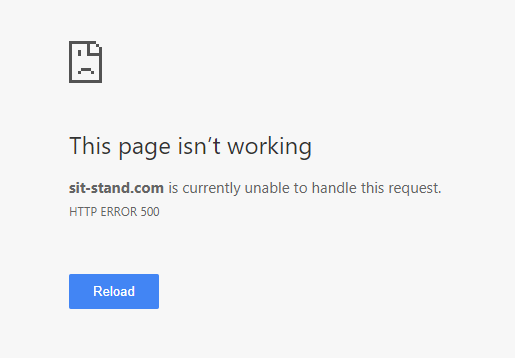 This page isn’t working
sit-stand.com is currently unable to handle this request.
HTTP ERROR 500
Reload